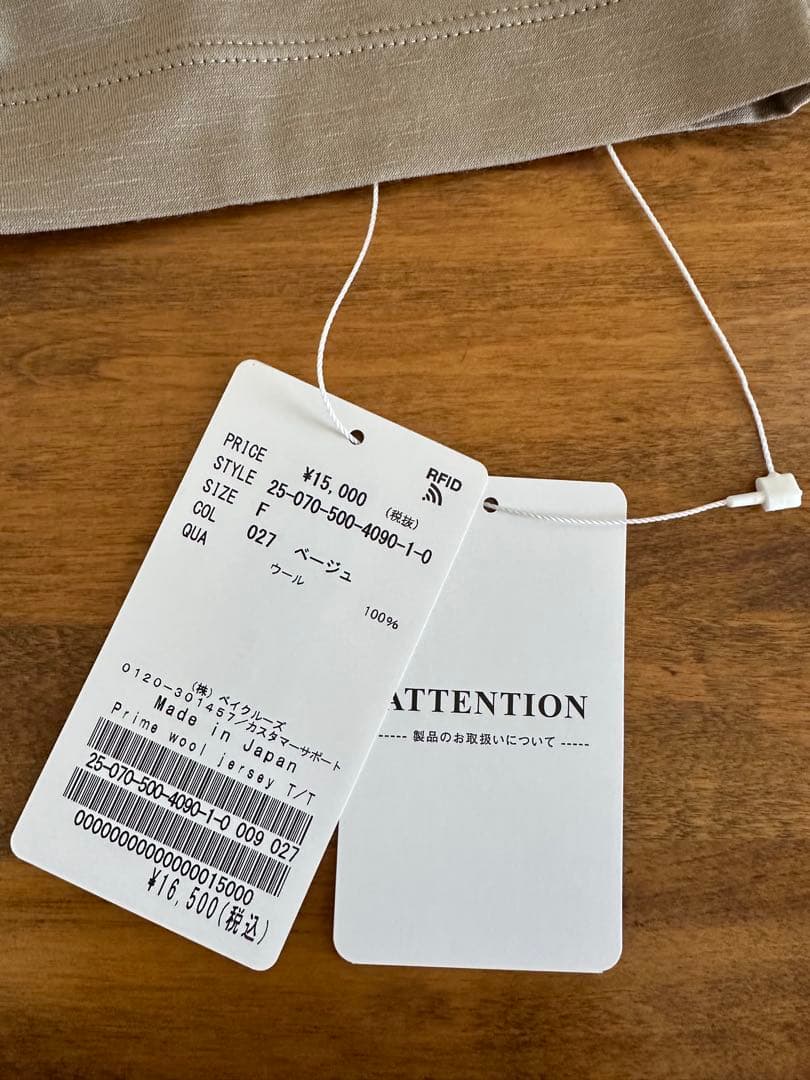 RFID
PRICE ¥15,000 (税抜)
STYLE 25-070-500-4090-1-0
SIZE F
COL 027 ベージュ
QUA ウール 100%
(株) ベイクルーズ
0120-301457/カスタマーサポート
Made in Japan
Prime wool jersey T/T
25-070-500-4090-1-0 009 027
0000000000000015000
¥16,500(税込)
ATTENTION
----- 製品のお取扱いについて -----